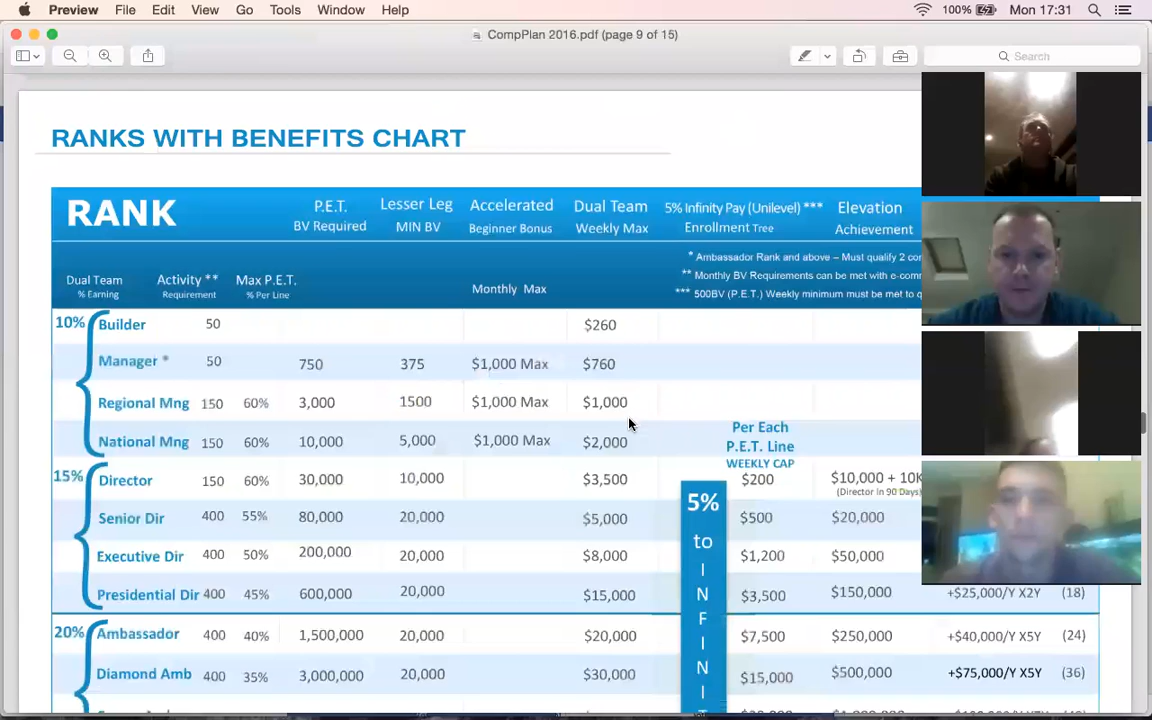 Preview File Edit View Go Tools Window Help 100% Mon 17:31
CompPlan 2016.pdf (page 9 of 15)
Search
RANKS WITH BENEFITS CHART
RANK P.E.T. Lesser Leg Accelerated Dual Team 5% Infinity Pay (Unilevel) *** Elevation
BV Required MIN BV Beginner Bonus Weekly Max Enrollment Tree Achievement
* Ambassador Rank and above – Must qualify 2 con
** Monthly BV Requirements can be met with e-comm
*** 500BV (P.E.T.) Weekly minimum must be met to q
Dual Team Activity ** Max P.E.T.
% Earning Requirement % Per Line Monthly Max
10% Builder 50 $260
Manager * 50 750 375 $1,000 Max $760
Regional Mng 150 60% 3,000 1500 $1,000 Max $1,000
National Mng 150 60% 10,000 5,000 $1,000 Max $2,000
Per Each
P.E.T. Line
WEEKLY CAP
15% Director 150 60% 30,000 10,000 $3,500 $200 $10,000 + 10K
(Director In 90 Days)
Senior Dir 400 55% 80,000 20,000 $5,000 $500 $20,000
Executive Dir 400 50% 200,000 20,000 $8,000 $1,200 $50,000
Presidential Dir 400 45% 600,000 20,000 $15,000 $3,500 $150,000 +$25,000/Y X2Y (18)
20% Ambassador 400 40% 1,500,000 20,000 $20,000 $7,500 $250,000 +$40,000/Y X5Y (24)
Diamond Amb 400 35% 3,000,000 20,000 $30,000 $15,000 $500,000 +$75,000/Y X5Y (36)
5%
to
I
N
F
I
N
I